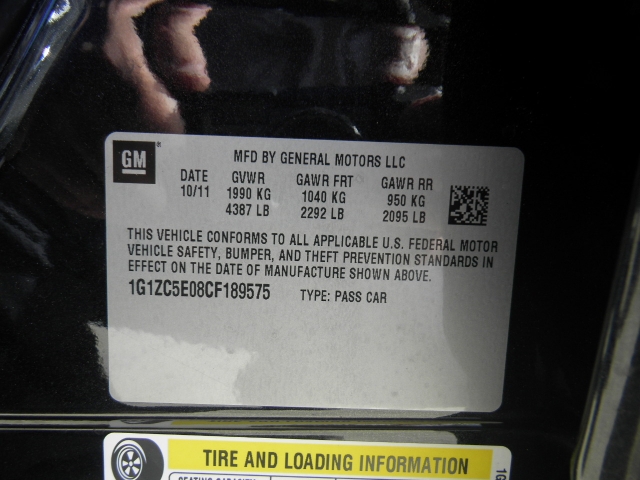 GM
MFD BY GENERAL MOTORS LLC
DATE GVWR GAWR FRT GAWR RR
10/11 1990 KG 1040 KG 950 KG
4387 LB 2292 LB 2095 LB
THIS VEHICLE CONFORMS TO ALL APPLICABLE U.S. FEDERAL MOTOR
VEHICLE SAFETY, BUMPER, AND THEFT PREVENTION STANDARDS IN
EFFECT ON THE DATE OF MANUFACTURE SHOWN ABOVE.
1G1ZC5E08CF189575 TYPE: PASS CAR
TIRE AND LOADING INFORMATION
SEATING CAPACITY
1G